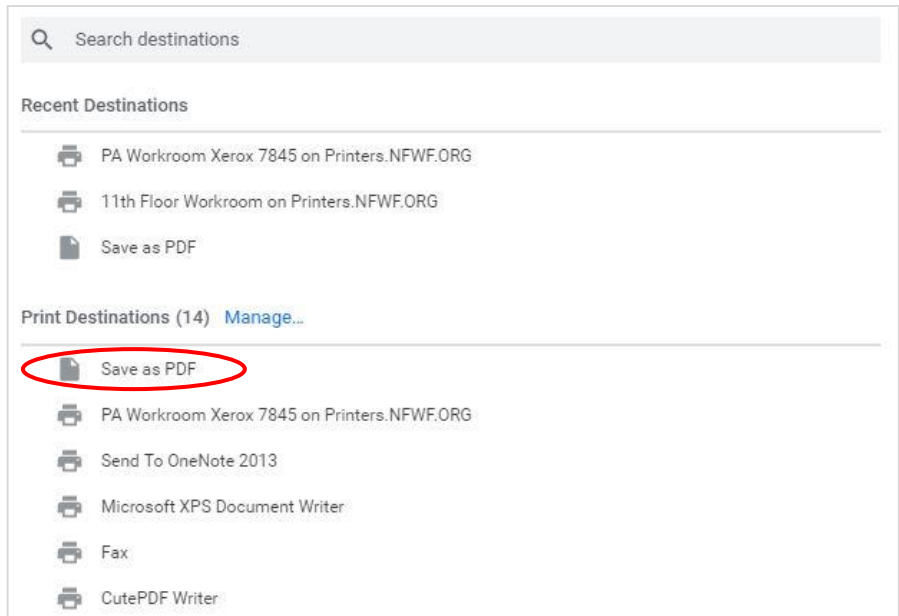 Search destinations
Recent Destinations
PA Workroom Xerox 7845 on Printers.NFWF.ORG
11th Floor Workroom on Printers.NFWF.ORG
Save as PDF
Print Destinations (14) Manage...
Save as PDF
PA Workroom Xerox 7845 on Printers.NFWF.ORG
Send To OneNote 2013
Microsoft XPS Document Writer
Fax
CutePDF Writer